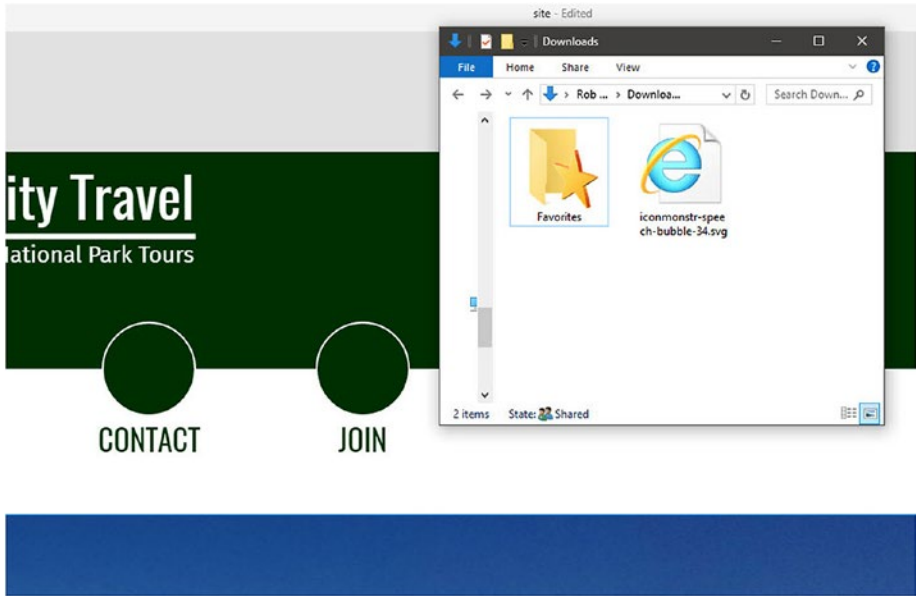 site - Edited
Downloads
File Home Share View
Rob ... > Downloa...
Search Down...
Favorites
iconmonstr-spee
ch-bubble-34.svg
2 items State: Shared
ity Travel
ational Park Tours
CONTACT JOIN